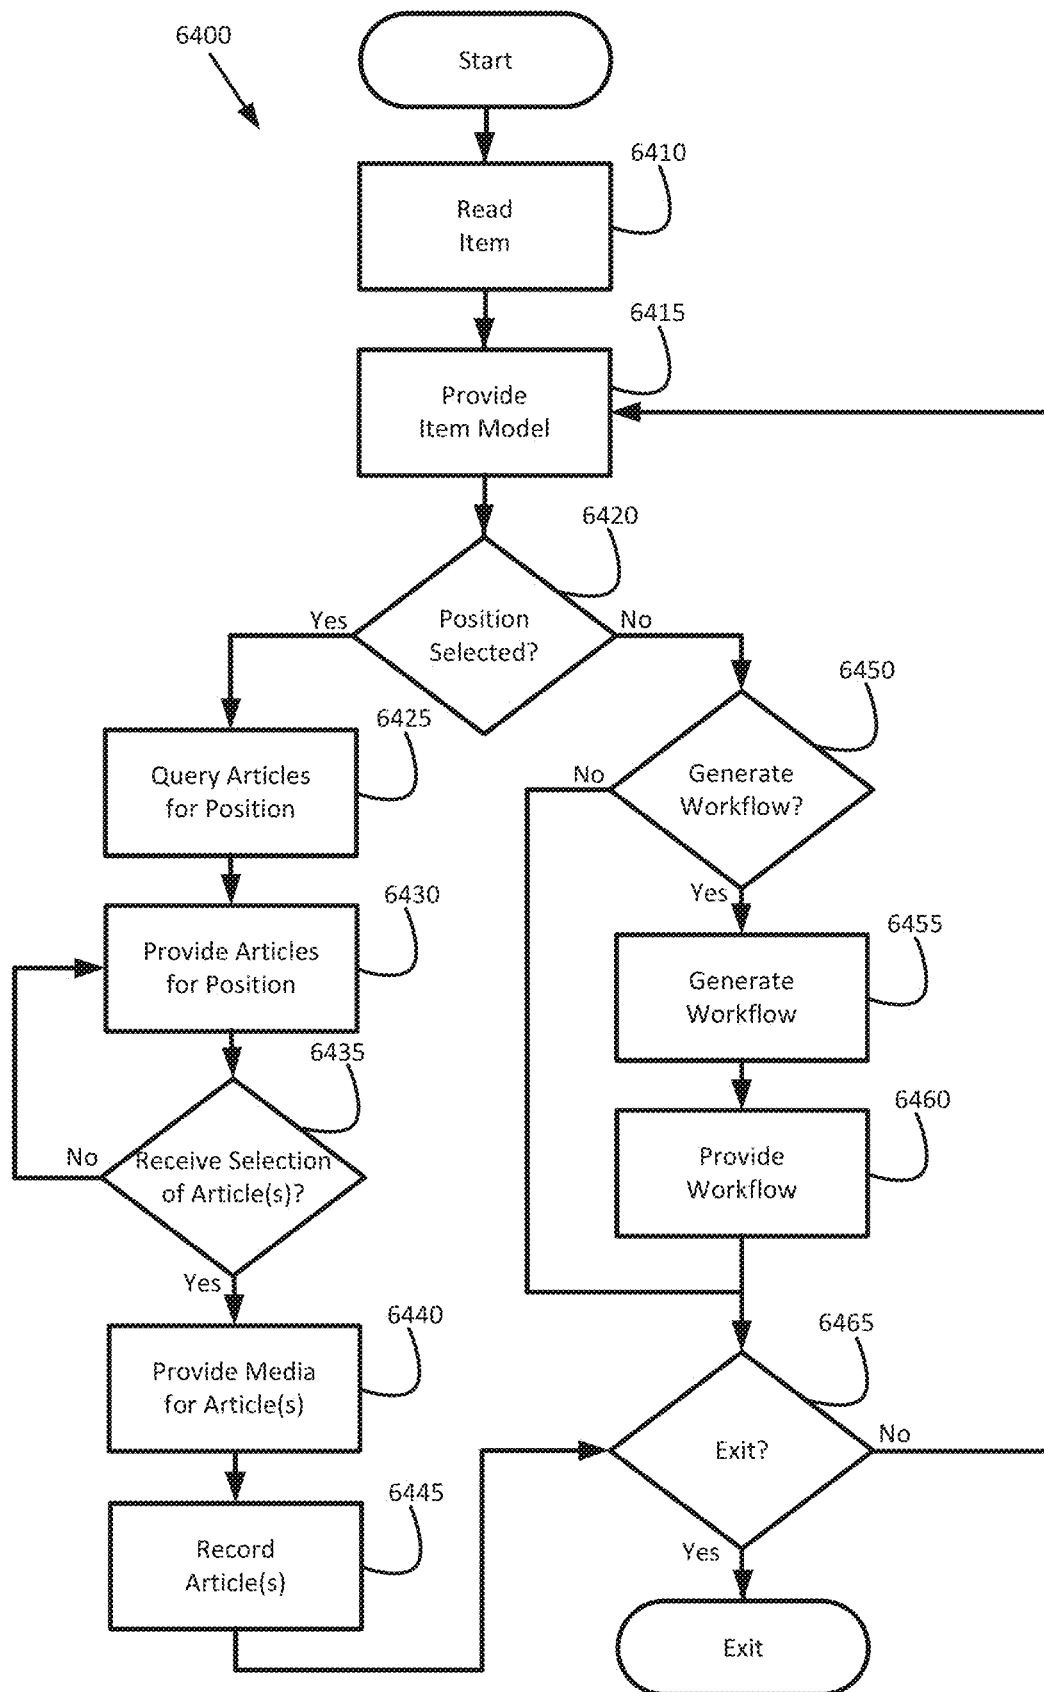 6400
Start
6410
Read
Item
6415
Provide
Item Model
6420
Position
Selected?
Yes
No
6425
Query Articles
for Position
6450
Generate
Workflow?
No
Yes
6430
Provide Articles
for Position
6455
Generate
Workflow
6435
Receive Selection
of Article(s)?
No
Yes
6460
Provide
Workflow
6440
Provide Media
for Article(s)
6465
Exit?
No
Yes
6445
Record
Article(s)
Exit